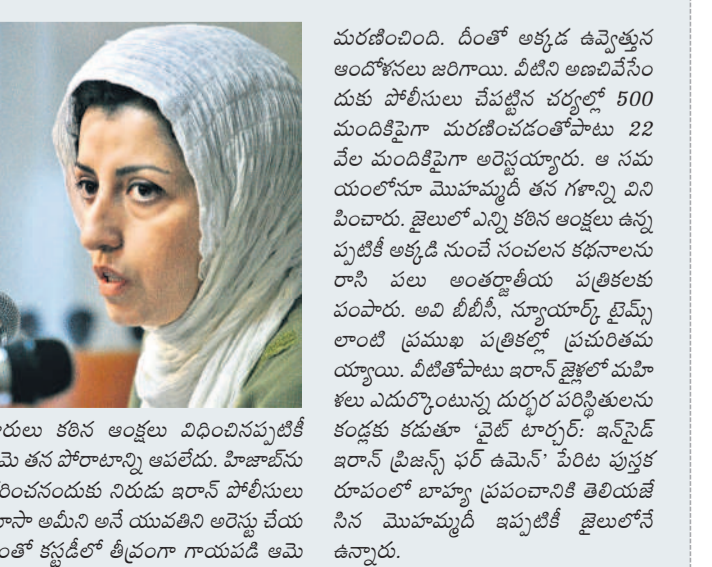 కఠిన ఆంక్షలు విధించినప్పటికీ
తన పోరాటాన్ని ఆపలేదు. హిజాబ్‌ను
నిరుడు ఇరాన్ పోలీసులు
అమీని అనే యువతిని అరెస్టు చేయ
కస్టడీలో తీవ్రంగా గాయపడి ఆమె
మరణించింది. దీంతో అక్కడ ఉవ్వెత్తున
ఆందోళనలు జరిగాయి. వీటిని అణచివేసేం
దుకు పోలీసులు చేపట్టిన చర్యల్లో 500
మందికిపైగా మరణించడంతోపాటు 22
వేల మందికిపైగా అరెస్టయ్యారు. ఆ సమ
యంలోనూ మొహమ్మదీ తన గళాన్ని విని
పించారు. జైలులో ఎన్ని కఠిన ఆంక్షలు ఉన్న
ప్పటికీ అక్కడి నుంచే సంచలన కథనాలను
రాసి పలు అంతర్జాతీయ పత్రికలకు
పంపారు. అవి బీబీసీ, న్యూయార్క్ టైమ్స్
లాంటి ప్రముఖ పత్రికల్లో ప్రచురితమ
య్యాయి. వీటితోపాటు ఇరాన్ జైళ్లలో మహి
ళలు ఎదుర్కొంటున్న దుర్భర పరిస్థితులను
కండ్లకు కడుతూ ‘వైట్ టార్చర్: ఇన్‌సైడ్
ఇరాన్ ప్రిజన్స్ ఫర్ ఉమెన్’ పేరిట పుస్తక
రూపంలో బాహ్య ప్రపంచానికి తెలియజే
సిన మొహమ్మదీ ఇప్పటికీ జైలులోనే
ఉన్నారు.